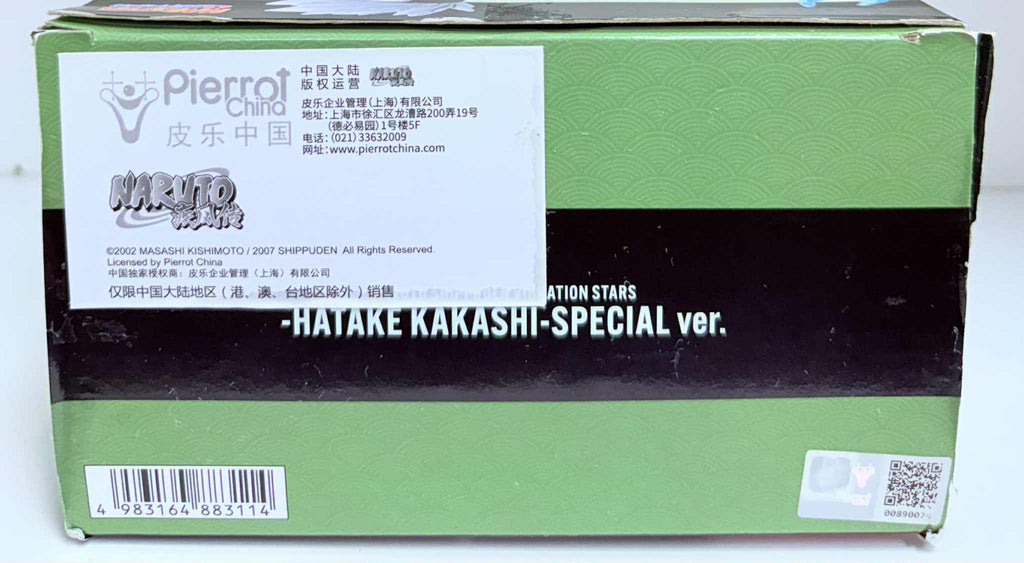 Pierrot
China
皮乐中国
中国大陆
版权运营
NARUTO
皮乐企业管理(上海)有限公司
地址:上海市徐汇区龙漕路200弄19号
(德必易园)1号楼5F
电话:(021)33632009
网址:www.pierrotchina.com
NARUTO
疾风传
©2002 MASASHI KISHIMOTO / 2007 SHIPPUDEN All Rights Reserved.
Licensed by Pierrot China
中国独家授权商：皮乐企业管理（上海）有限公司
仅限中国大陆地区（港、澳、台地区除外）销售
ATION STARS
-HATAKE KAKASHI-SPECIAL ver.
4 983164 883114